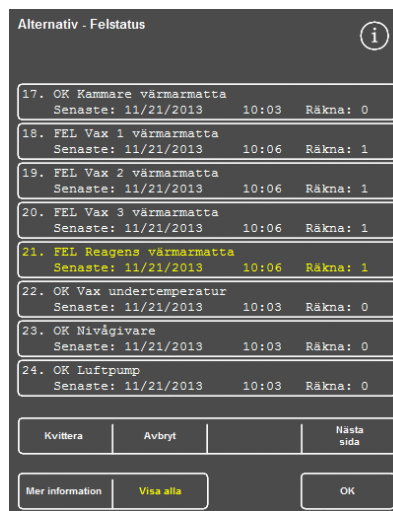 Alternativ - Felstatus
i
17. OK Kammare värmarmatta
Senaste: 11/21/2013 10:03 Räkna: 0
18. FEL Vax 1 värmarmatta
Senaste: 11/21/2013 10:06 Räkna: 1
19. FEL Vax 2 värmarmatta
Senaste: 11/21/2013 10:06 Räkna: 1
20. FEL Vax 3 värmarmatta
Senaste: 11/21/2013 10:06 Räkna: 1
21. FEL Reagens värmarmatta
Senaste: 11/21/2013 10:06 Räkna: 1
22. OK Vax undertemperatur
Senaste: 11/21/2013 10:03 Räkna: 0
23. OK Nivågivare
Senaste: 11/21/2013 10:03 Räkna: 0
24. OK Luftpump
Senaste: 11/21/2013 10:03 Räkna: 0
Kvittera Avbryt Nästa
sida
Mer information Visa alla OK